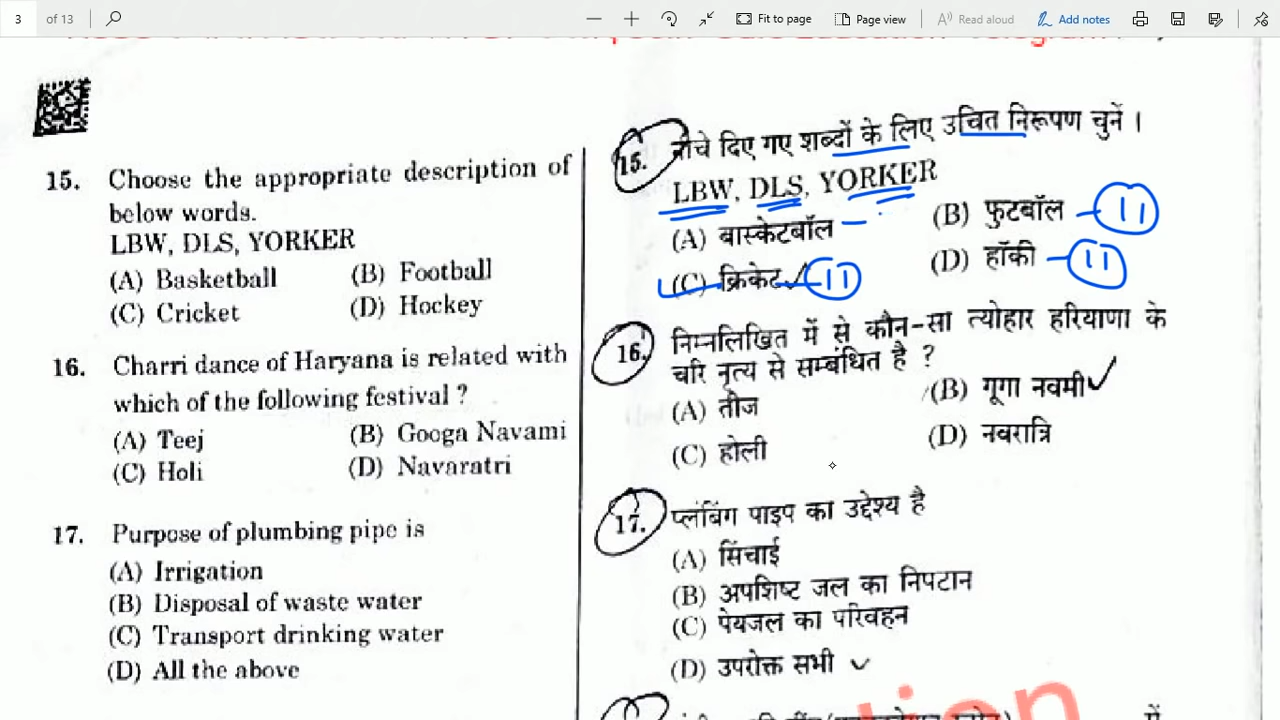 3 of 13
Fit to page
Page view
Read aloud
Add notes
15. Choose the appropriate description of
below words.
LBW, DLS, YORKER
(A) Basketball (B) Football
(C) Cricket (D) Hockey
16. Charri dance of Haryana is related with
which of the following festival ?
(A) Teej (B) Googa Navami
(C) Holi (D) Navaratri
17. Purpose of plumbing pipe is
(A) Irrigation
(B) Disposal of waste water
(C) Transport drinking water
(D) All the above
15. नीचे दिए गए शब्दों के लिए उचित निरूपण चुनें ।
LBW, DLS, YORKER
(A) बास्केटबॉल (B) फुटबॉल 11
(C) क्रिकेट 11 (D) हॉकी 11
16. निम्नलिखित में से कौन-सा त्योहार हरियाणा के
चरि नृत्य से सम्बंधित है ?
(A) तीज (B) गूगा नवमी
(C) होली (D) नवरात्रि
17. प्लंबिंग पाइप का उद्देश्य है
(A) सिंचाई
(B) अपशिष्ट जल का निपटान
(C) पेयजल का परिवहन
(D) उपरोक्त सभी